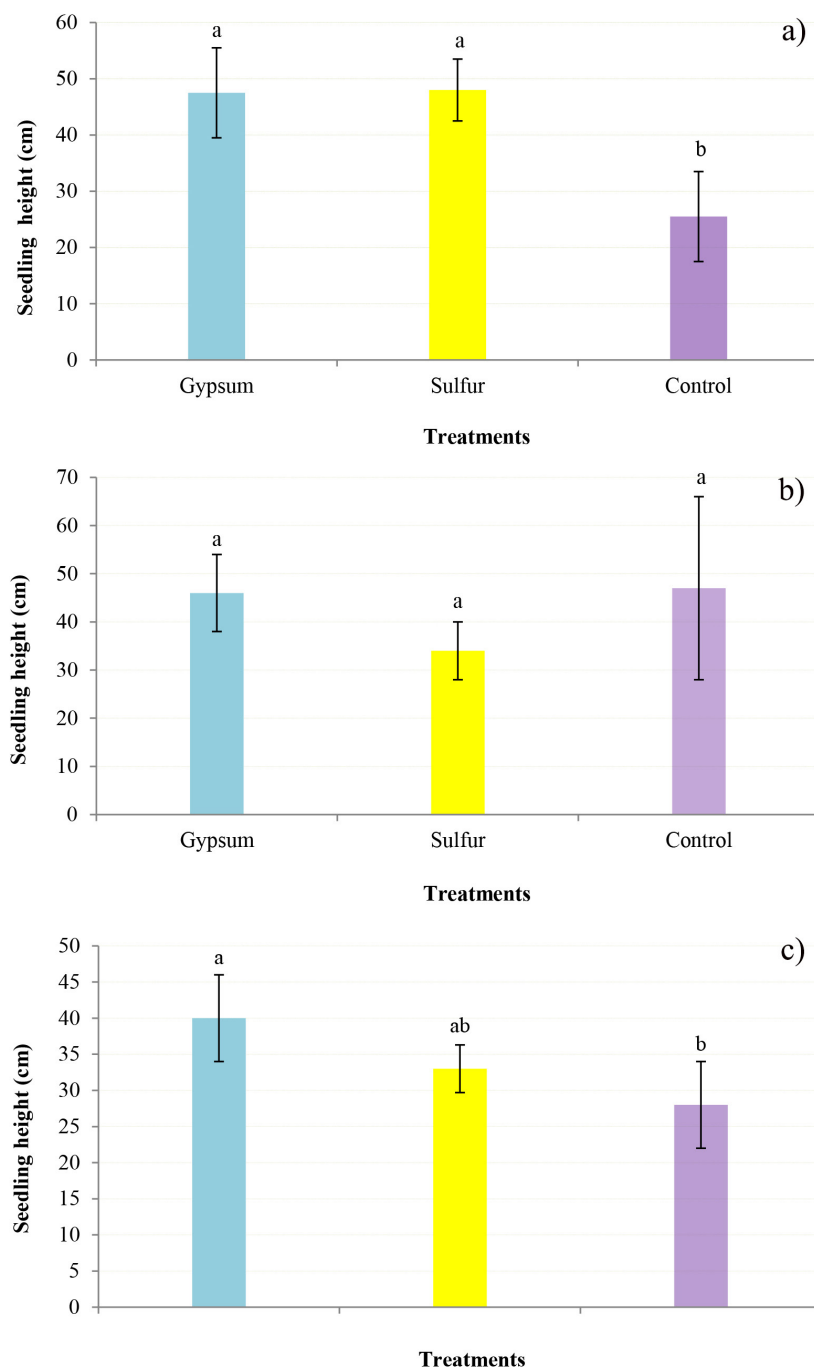 a)
Seedling height (cm)
60
50
40
30
20
10
0
a
a
b
Gypsum Sulfur Control
Treatments
b)
Seedling height (cm)
70
60
50
40
30
20
10
0
a
a
a
Gypsum Sulfur Control
Treatments
c)
Seedling height (cm)
50
45
40
35
30
25
20
15
10
5
0
a
ab
b
Treatments